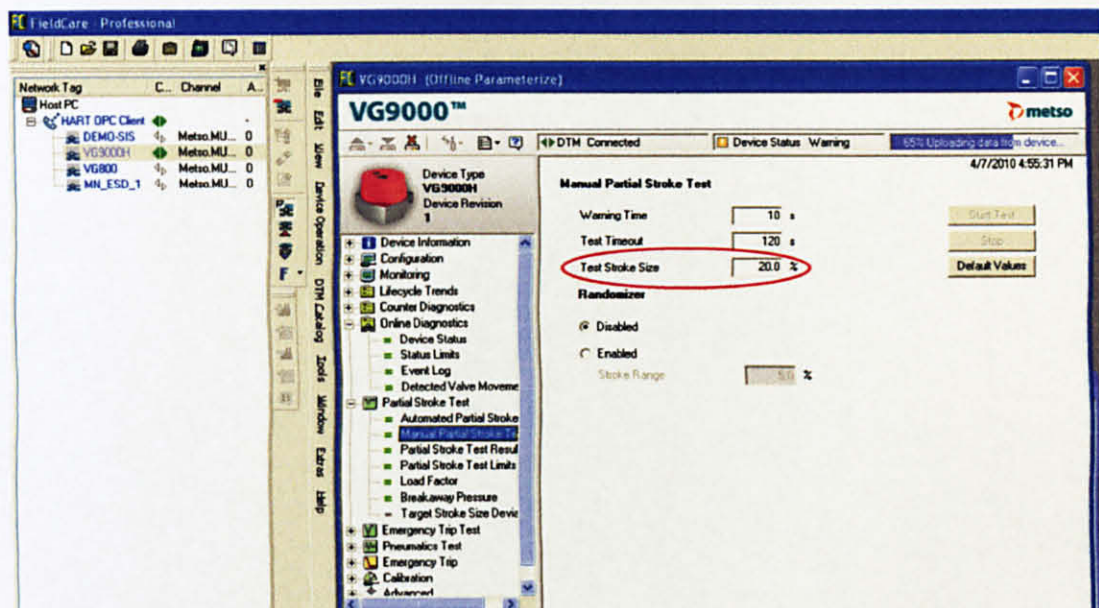 FieldCare - Professional
Network Tag C... Channel A...
Host PC
HART OPC Client -
DEMO-SIS Metso.MU... 0
VG9000H Metso.MU... 0
VG800 Metso.MU... 0
MN_ESD_1 Metso.MU... 0
File Edit View Device Operation DTM Catalog Tools Window Extras Help
F
VG9000H (Offline Parameterize)
VG9000™ metso
DTM Connected Device Status Warning 65% Uploading data from device...
4/7/2010 4:55:31 PM
Device Type
VG9000H
Device Revision
1
Device Information
Configuration
Monitoring
Lifecycle Trends
Counter Diagnostics
Online Diagnostics
Device Status
Status Limits
Event Log
Detected Valve Moveme
Partial Stroke Test
Automated Partial Stroke
Manual Partial Stroke Te
Partial Stroke Test Resul
Partial Stroke Test Limits
Load Factor
Breakaway Pressure
Target Stroke Size Devia
Emergency Trip Test
Pneumatics Test
Emergency Trip
Calibration
Advanced
Manual Partial Stroke Test
Warning Time 10 s Start Test
Test Timeout 120 s Stop
Test Stroke Size 20.0 % Default Values
Randomizer
Disabled
Enabled
Stroke Range 5.0 %